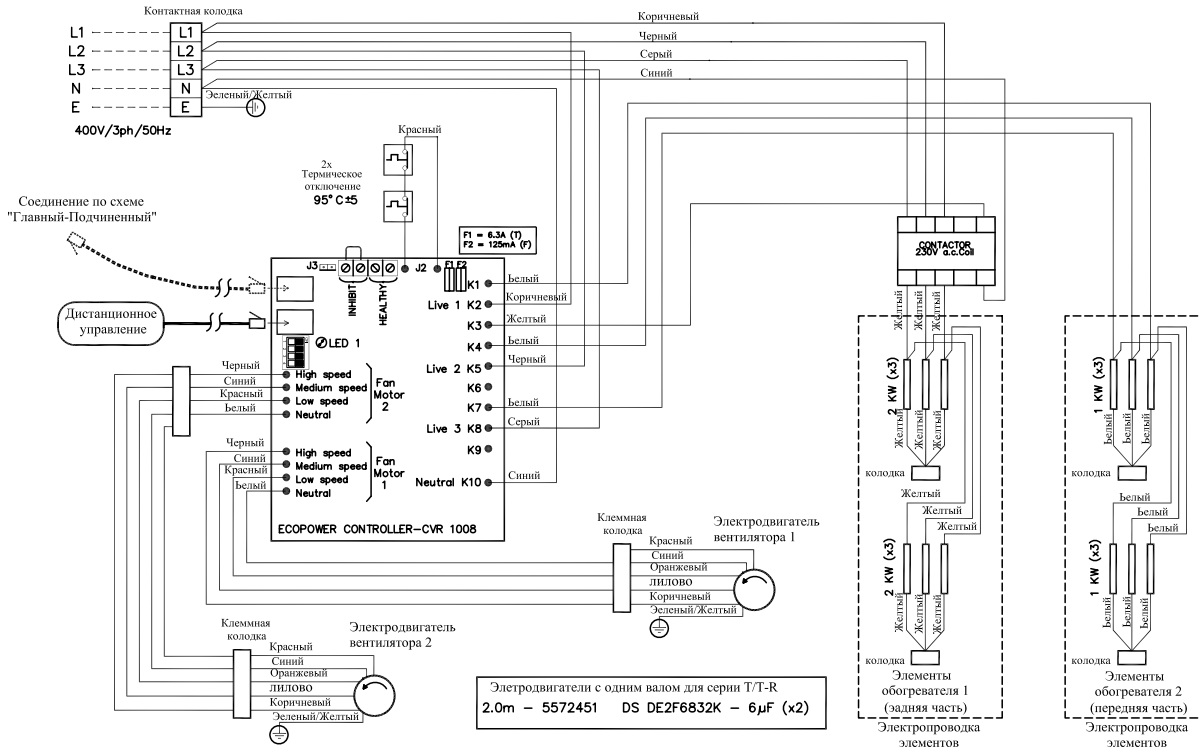 Контактная колодка
L1 L1
L2 L2
L3 L3
N N
E E
400V/3ph/50Hz
Зеленый/Желтый
Коричневый
Черный
Серый
Синий
Красный
2x
Термическое
отключение
95°C±5
Соединение по схеме
"Главный-Подчиненный"
Дистанционое
управление
F1 = 6.3A (T)
F2 = 125mA (F)
J3
INHIBIT
HEALTHY
J2
F1 F2
LED 1
K1
Live 1 K2
K3
K4
Live 2 K5
K6
K7
Live 3 K8
K9
Neutral K10
Белый
Коричневый
Желтый
Белый
Черный
Белый
Серый
Синий
Черный
Синий
Красный
Белый
High speed
Medium speed
Low speed
Neutral
Fan
Motor
2
Черный
Синий
Красный
Белый
High speed
Medium speed
Low speed
Neutral
Fan
Motor
1
ECOPOWER CONTROLLER-CVR 1008
CONTACTOR
230V a.c.Coil
Желтый
Желтый
Желтый
2 KW (x3)
Желтый
Желтый
Желтый
колодка
Желтый
Желтый
Желтый
2 KW (x3)
Желтый
Желтый
Желтый
колодка
Элементы
обогревателя 1
(эадняя часть)
Электропроводка
элементов
1 KW (x3)
Белый
Белый
Белый
колодка
Белый
Белый
Белый
1 KW (x3)
Белый
Белый
Белый
колодка
Элементы
обогревателя 2
(передняя часть)
Электропроводка
элементов
Клеммная
колодка
Электродвигатель
вентилятора 1
Красный
Синий
Оранжевый
лилово
Коричневый
Зеленый/Желтый
Клеммная
колодка
Электродвигатель
вентилятора 2
Красный
Синий
Оранжевый
лилово
Коричневый
Зеленый/Желтый
Элетродвигатели с одним валом для серии T/T-R
2.0m - 5572451 DS DE2F6832K - 6µF (x2)